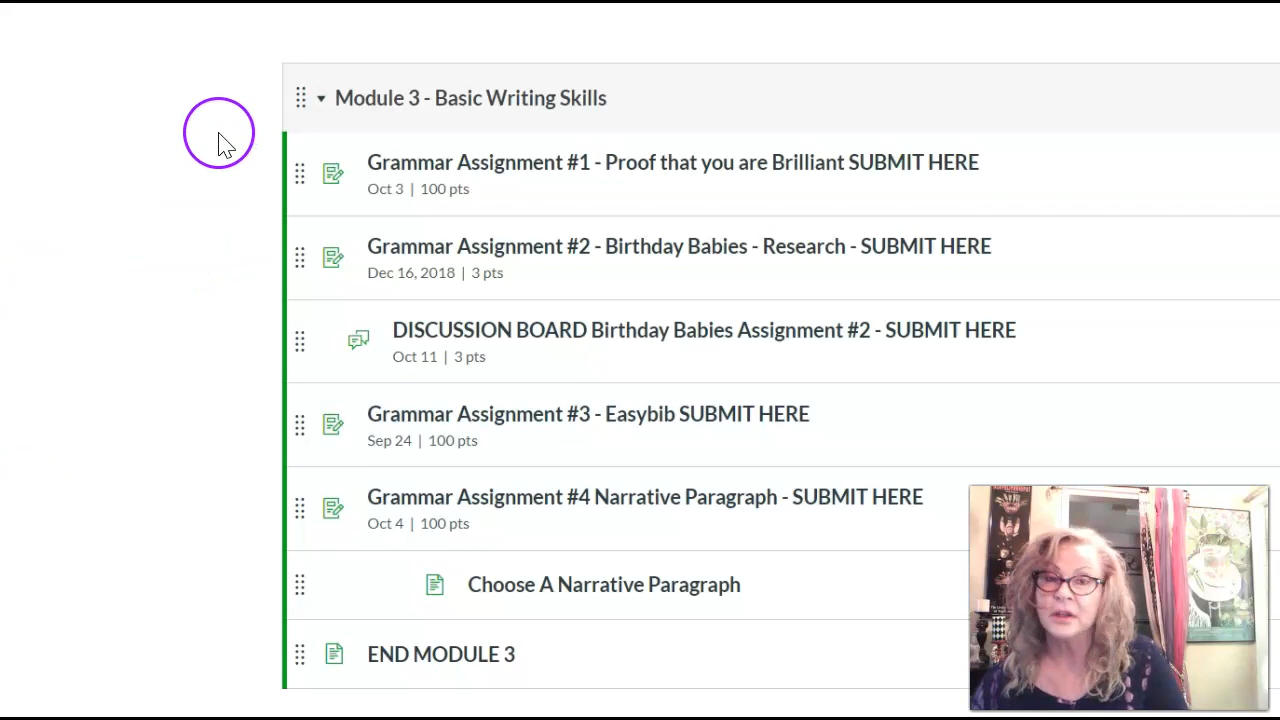 Module 3 - Basic Writing Skills
Grammar Assignment #1 - Proof that you are Brilliant SUBMIT HERE
Oct 3 | 100 pts
Grammar Assignment #2 - Birthday Babies - Research - SUBMIT HERE
Dec 16, 2018 | 3 pts
DISCUSSION BOARD Birthday Babies Assignment #2 - SUBMIT HERE
Oct 11 | 3 pts
Grammar Assignment #3 - Easybib SUBMIT HERE
Sep 24 | 100 pts
Grammar Assignment #4 Narrative Paragraph - SUBMIT HERE
Oct 4 | 100 pts
Choose A Narrative Paragraph
END MODULE 3